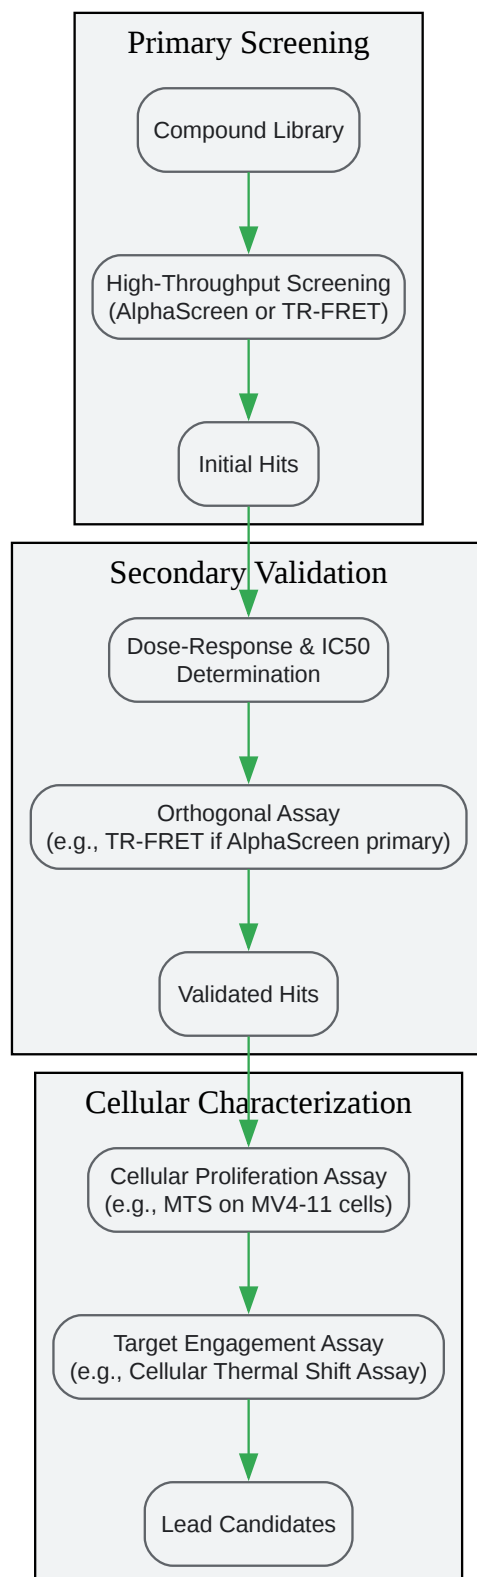 Primary Screening
Compound Library
High-Throughput Screening
(AlphaScreen or TR-FRET)
Initial Hits
Secondary Validation
Dose-Response & IC50
Determination
Orthogonal Assay
(e.g., TR-FRET if AlphaScreen primary)
Validated Hits
Cellular Characterization
Cellular Proliferation Assay
(e.g., MTS on MV4-11 cells)
Target Engagement Assay
(e.g., Cellular Thermal Shift Assay)
Lead Candidates